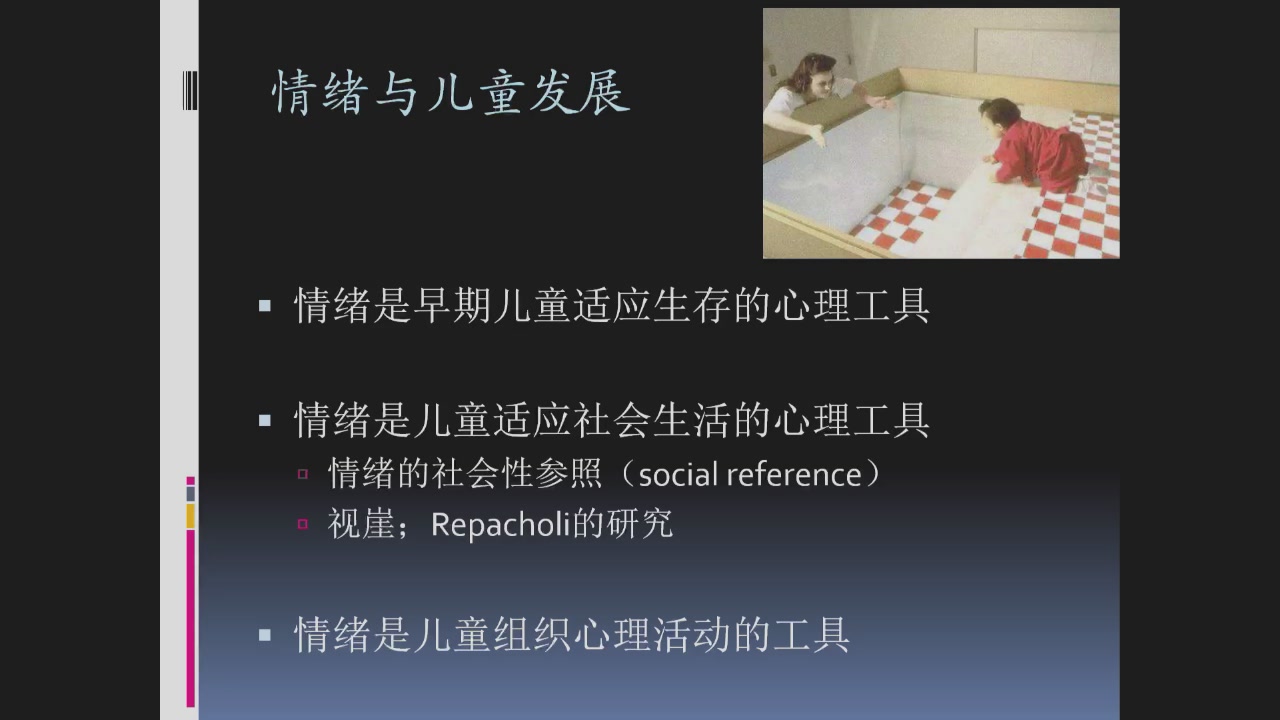 情绪与儿童发展
情绪是早期儿童适应生存的心理工具
情绪是儿童适应社会生活的心理工具
情绪的社会性参照（social reference）
视崖；Repacholi的研究
情绪是儿童组织心理活动的工具